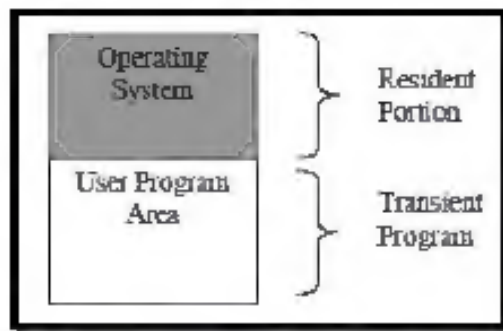 Operating
System
Resident
Portion
User Program
Area
Transient
Program